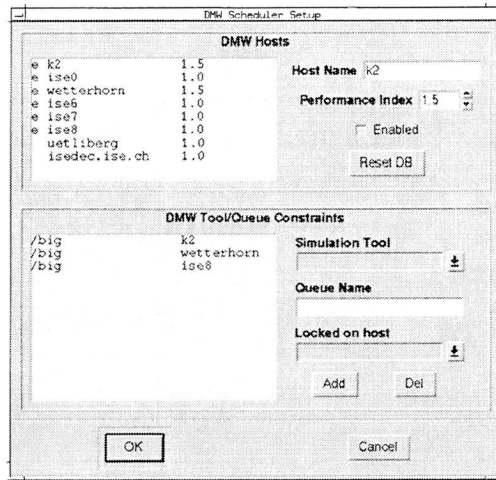 DMW Scheduler Setup
DMW Hosts
e k2 1.5
e ise0 1.0
e wetterhorn 1.5
e ise6 1.0
e ise7 1.0
e ise8 1.0
uetliberg 1.0
isedec.ise.ch 1.0
Host Name k2
Performance Index 1.5
Enabled
Reset DB
DMW Tool/Queue Constraints
/big k2
/big wetterhorn
/big ise8
Simulation Tool
Queue Name
Locked on host
Add Del
OK Cancel